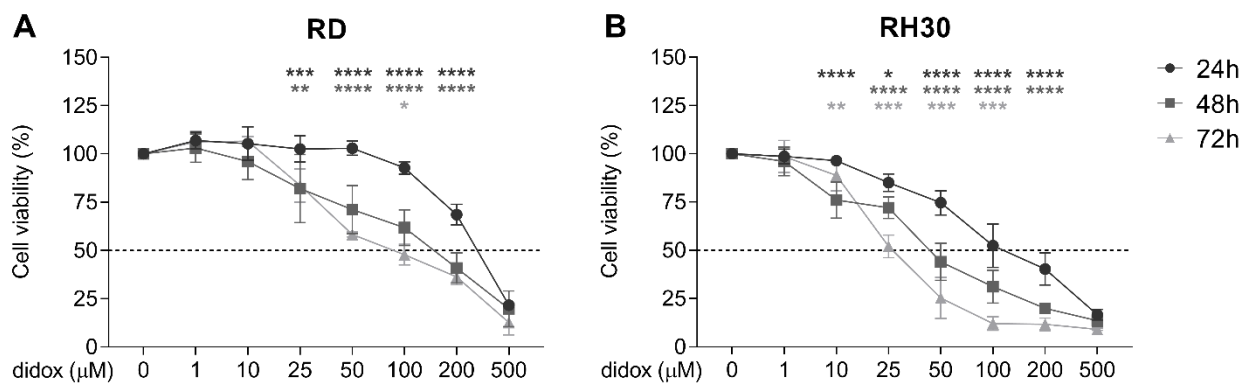 A
RD
150
125
100
75
50
25
0
Cell viability (%)
*** **** **** ****
** **** **** ****
*
didox (μM) 0 1 10 25 50 100 200 500
B
RH30
150
125
100
75
50
25
0
Cell viability (%)
**** * **** **** ****
**** **** **** ****
** *** *** ***
didox (μM) 0 1 10 25 50 100 200 500
24h
48h
72h